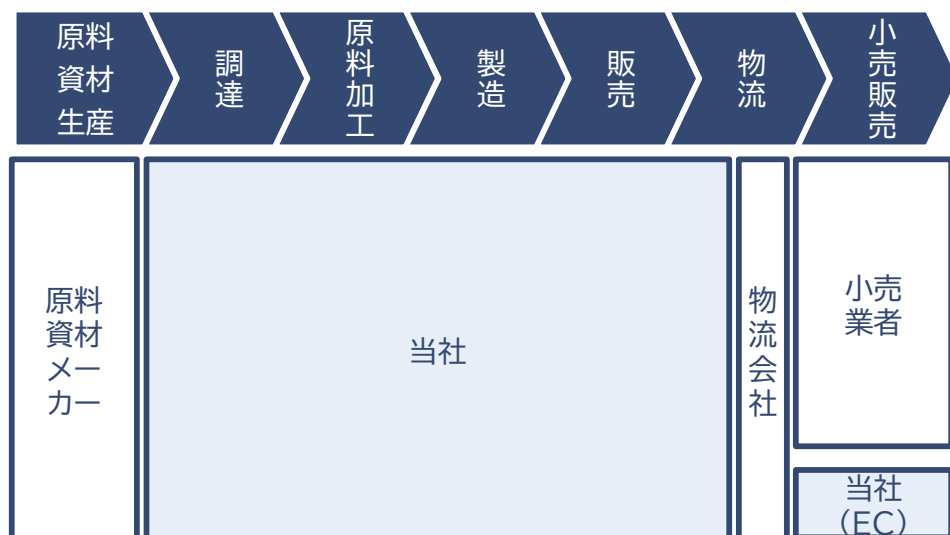 原料
資材
生産
調達
原料加工
製造
販売
物流
小売販売
原料
資材
メー
カー
当社
物流会社
小売
業者
当社
（EC）